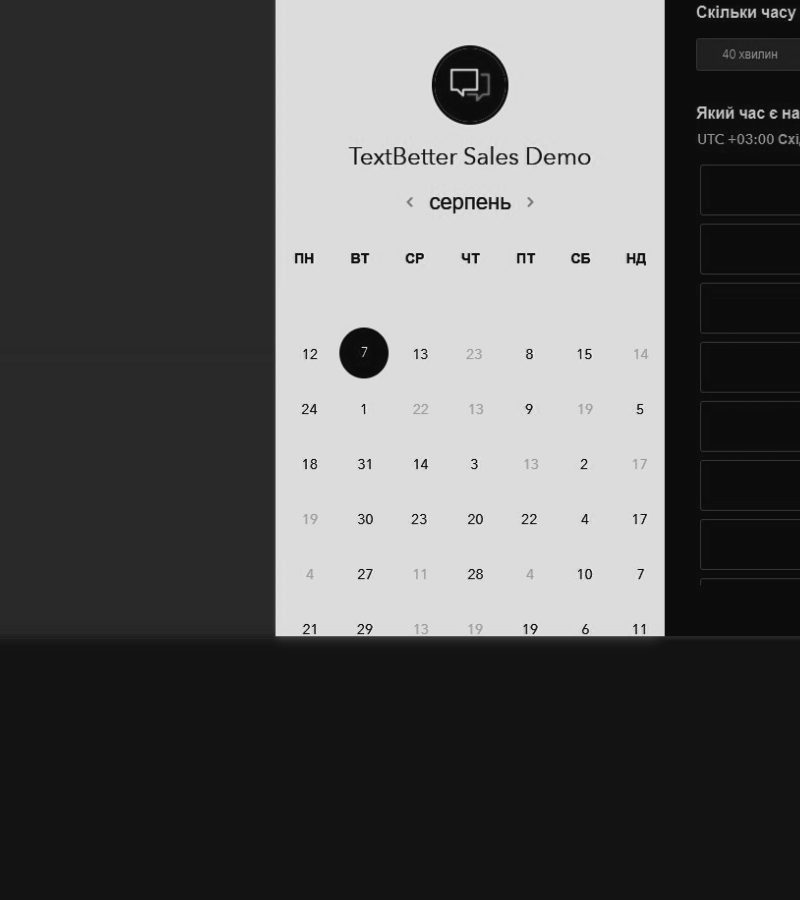 TextBetter Sales Demo
< серпень >
ПН ВТ СР ЧТ ПТ СБ НД
12 7 13 23 8 15 14
24 1 22 13 9 19 5
18 31 14 3 13 2 17
19 30 23 20 22 4 17
4 27 11 28 4 10 7
21 29 13 19 19 6 11
Скільки часу
40 хвилин
Який час є на
UTC +03:00 Схі